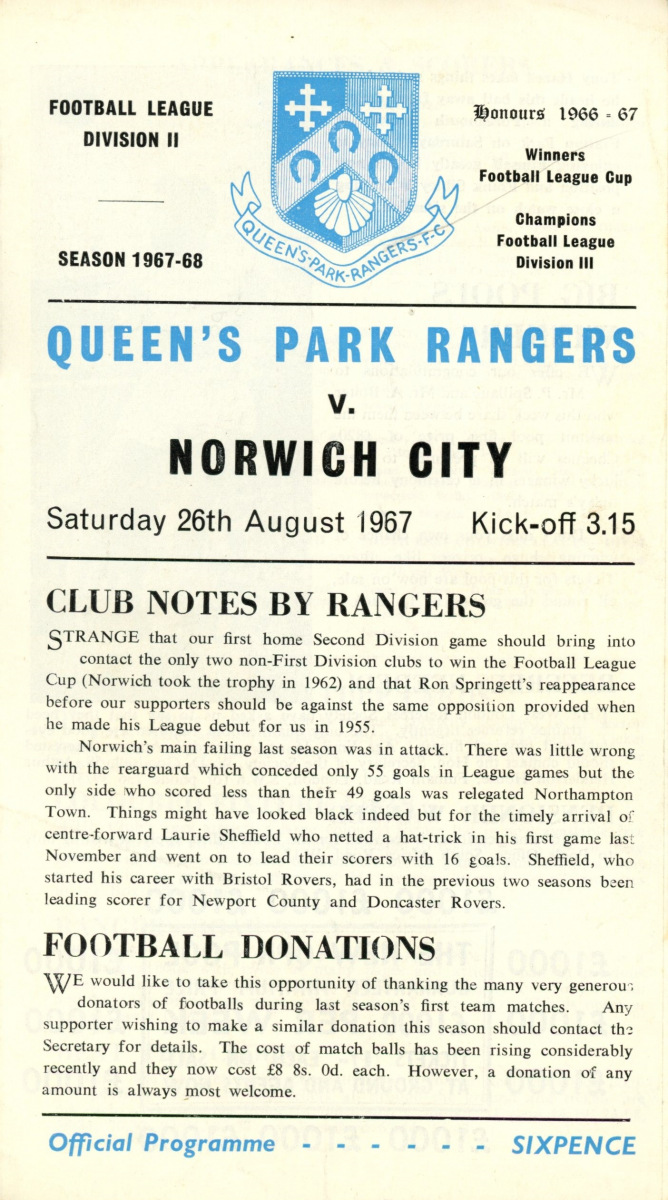 FOOTBALL LEAGUE
DIVISION II
SEASON 1967-68
QUEEN'S-PARK-RANGERS-F-C
Honours 1966 - 67
Winners
Football League Cup
Champions
Football League
Division III
QUEEN'S PARK RANGERS
v.
NORWICH CITY
Saturday 26th August 1967 Kick-off 3.15
CLUB NOTES BY RANGERS
STRANGE that our first home Second Division game should bring into
contact the only two non-First Division clubs to win the Football League
Cup (Norwich took the trophy in 1962) and that Ron Springett's reappearance
before our supporters should be against the same opposition provided when
he made his League debut for us in 1955.
Norwich's main failing last season was in attack. There was little wrong
with the rearguard which conceded only 55 goals in League games but the
only side who scored less than their 49 goals was relegated Northampton
Town. Things might have looked black indeed but for the timely arrival of
centre-forward Laurie Sheffield who netted a hat-trick in his first game last
November and went on to lead their scorers with 16 goals. Sheffield, who
started his career with Bristol Rovers, had in the previous two seasons been
leading scorer for Newport County and Doncaster Rovers.
FOOTBALL DONATIONS
WE would like to take this opportunity of thanking the many very generous
donators of footballs during last season's first team matches. Any
supporter wishing to make a similar donation this season should contact the
Secretary for details. The cost of match balls has been rising considerably
recently and they now cost £8 8s. 0d. each. However, a donation of any
amount is always most welcome.
Official Programme - - - - - - SIXPENCE